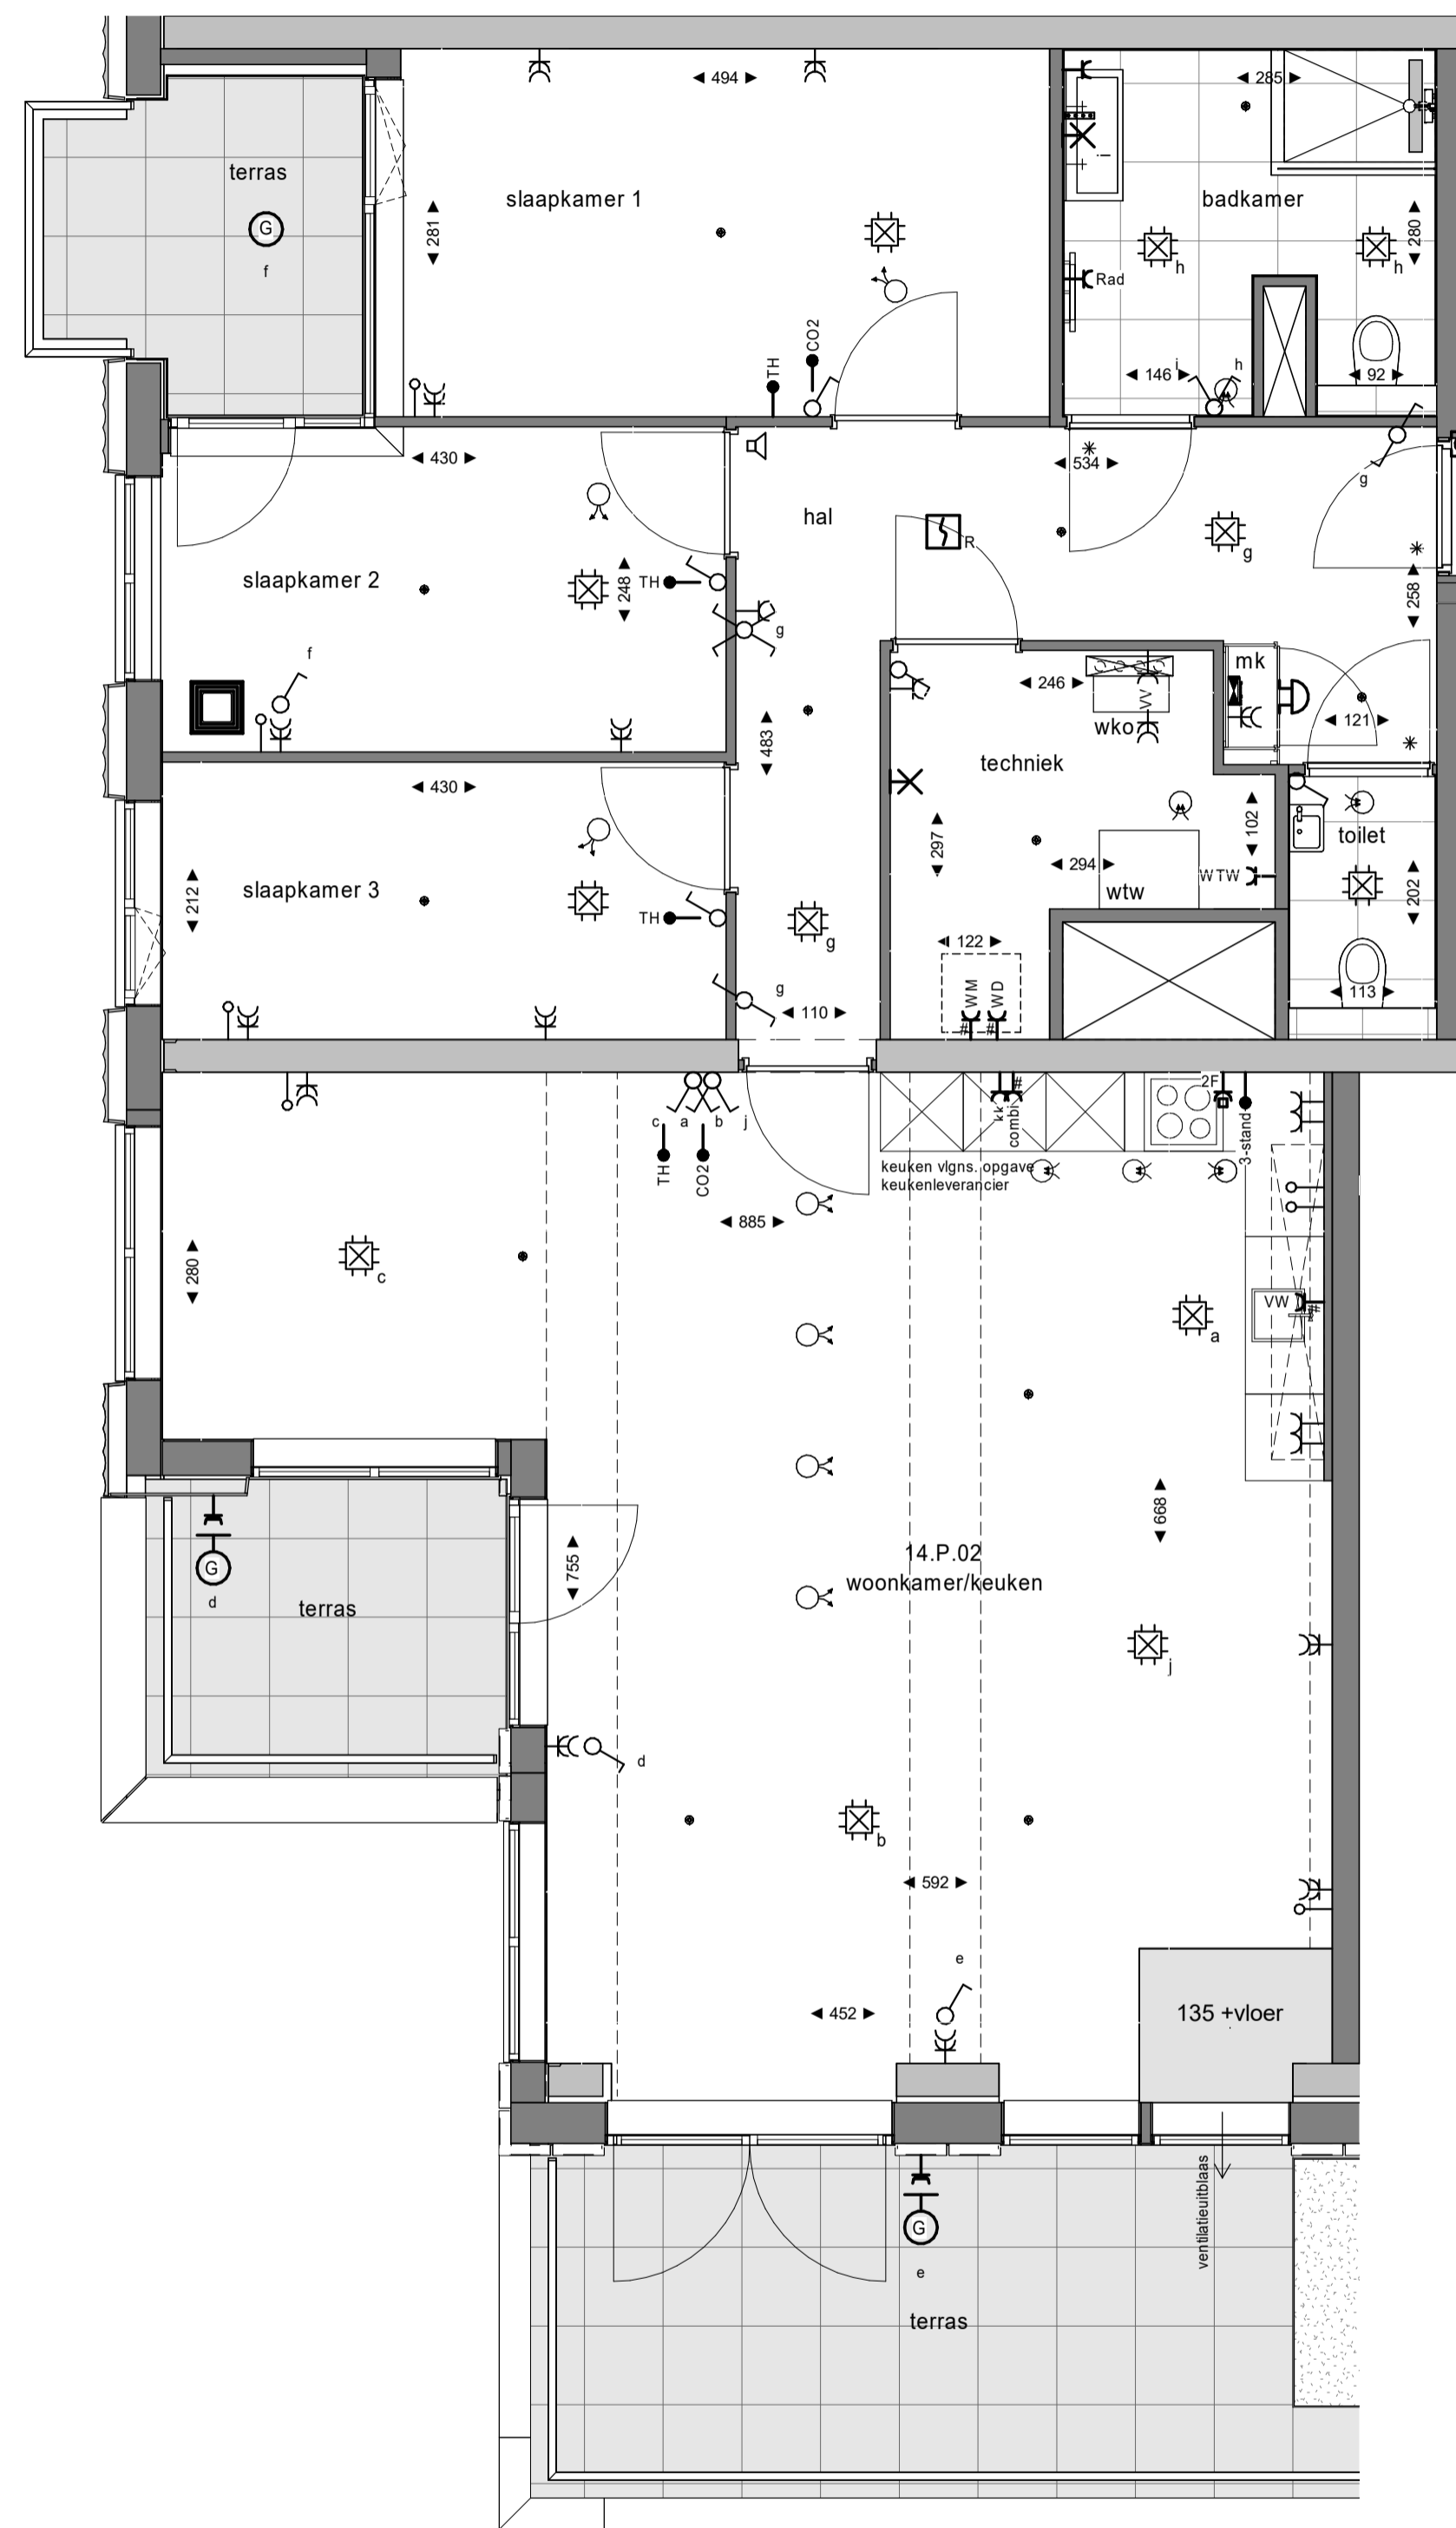 494
285
terras
slaapkamer 1
badkamer
G
f
281
280
h
h
Rad
CO2
TH
146
i
h
92
430
534
g
hal
R
g
slaapkamer 2
TH
248
258
g
f
mk
246
VV
wko
121
483
techniek
430
297
102
toilet
294
WTW
wtw
slaapkamer 3
212
TH
202
g
122
WM
WD
#
#
g
110
113
2F
#
kk
combi
3-stand
c
a
b
j
TH
CO2
keuken vlgns. opgave
keukenleverancier
885
280
c
VW
#
a
668
14.P.02
woonkamer/keuken
755
G
d
terras
j
d
b
592
e
452
135 +vloer
ventilatieuitblaas
G
e
terras